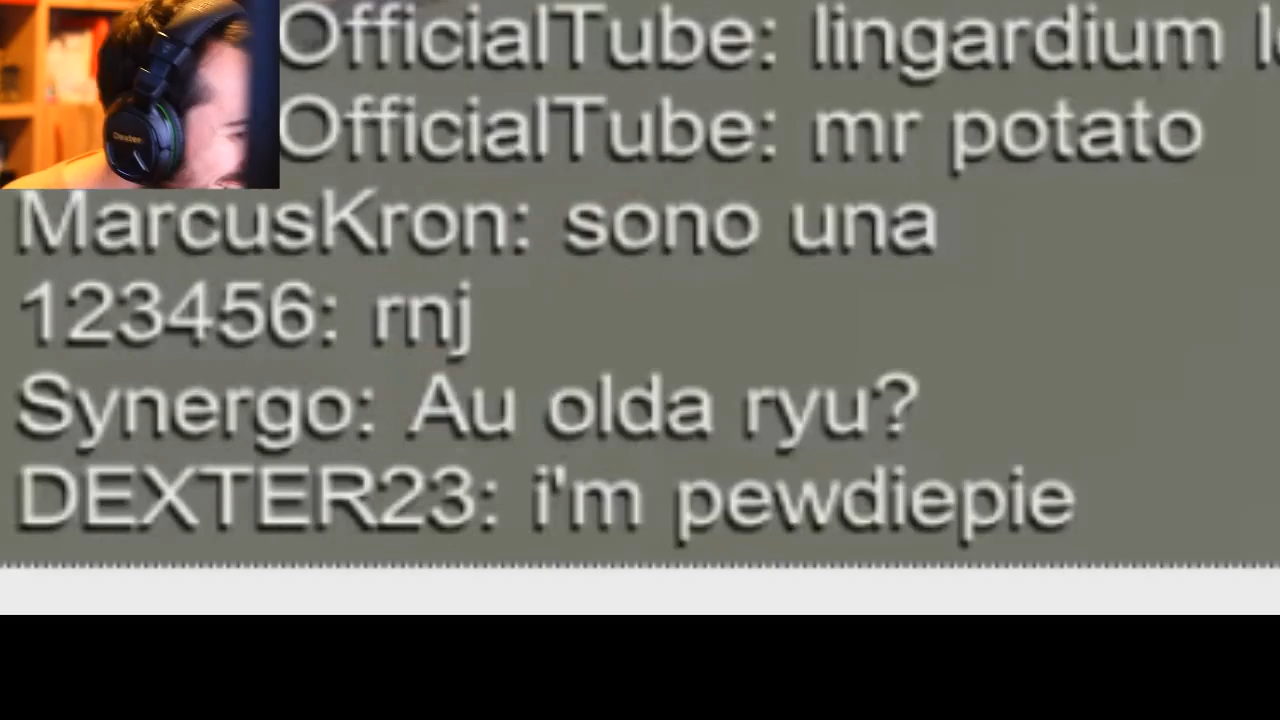 OfficialTube: lingardium
OfficialTube: mr potato
MarcusKron: sono una
123456: rnj
Synergo: Au olda ryu?
DEXTER23: i'm pewdiepie